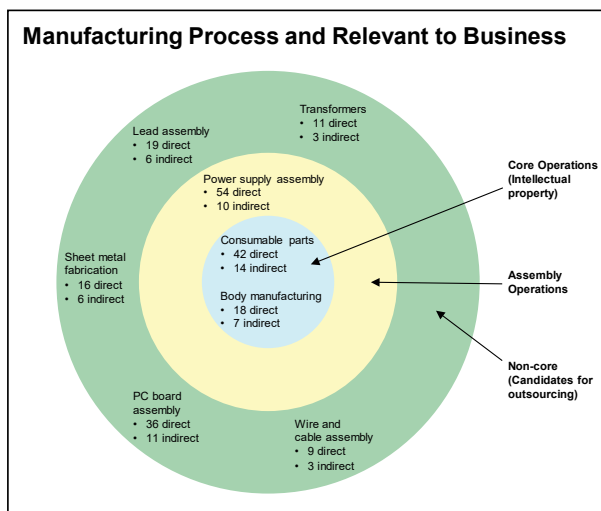 Manufacturing Process and Relevant to Business
Transformers
• 11 direct
• 3 indirect
Lead assembly
• 19 direct
• 6 indirect
Power supply assembly
• 54 direct
• 10 indirect
Core Operations
(Intellectual
property)
Consumable parts
• 42 direct
• 14 indirect
Sheet metal
fabrication
• 16 direct
• 6 indirect
Assembly
Operations
Body manufacturing
• 18 direct
• 7 indirect
Non-core
(Candidates for
outsourcing)
PC board
assembly
• 36 direct
• 11 indirect
Wire and
cable assembly
• 9 direct
• 3 indirect